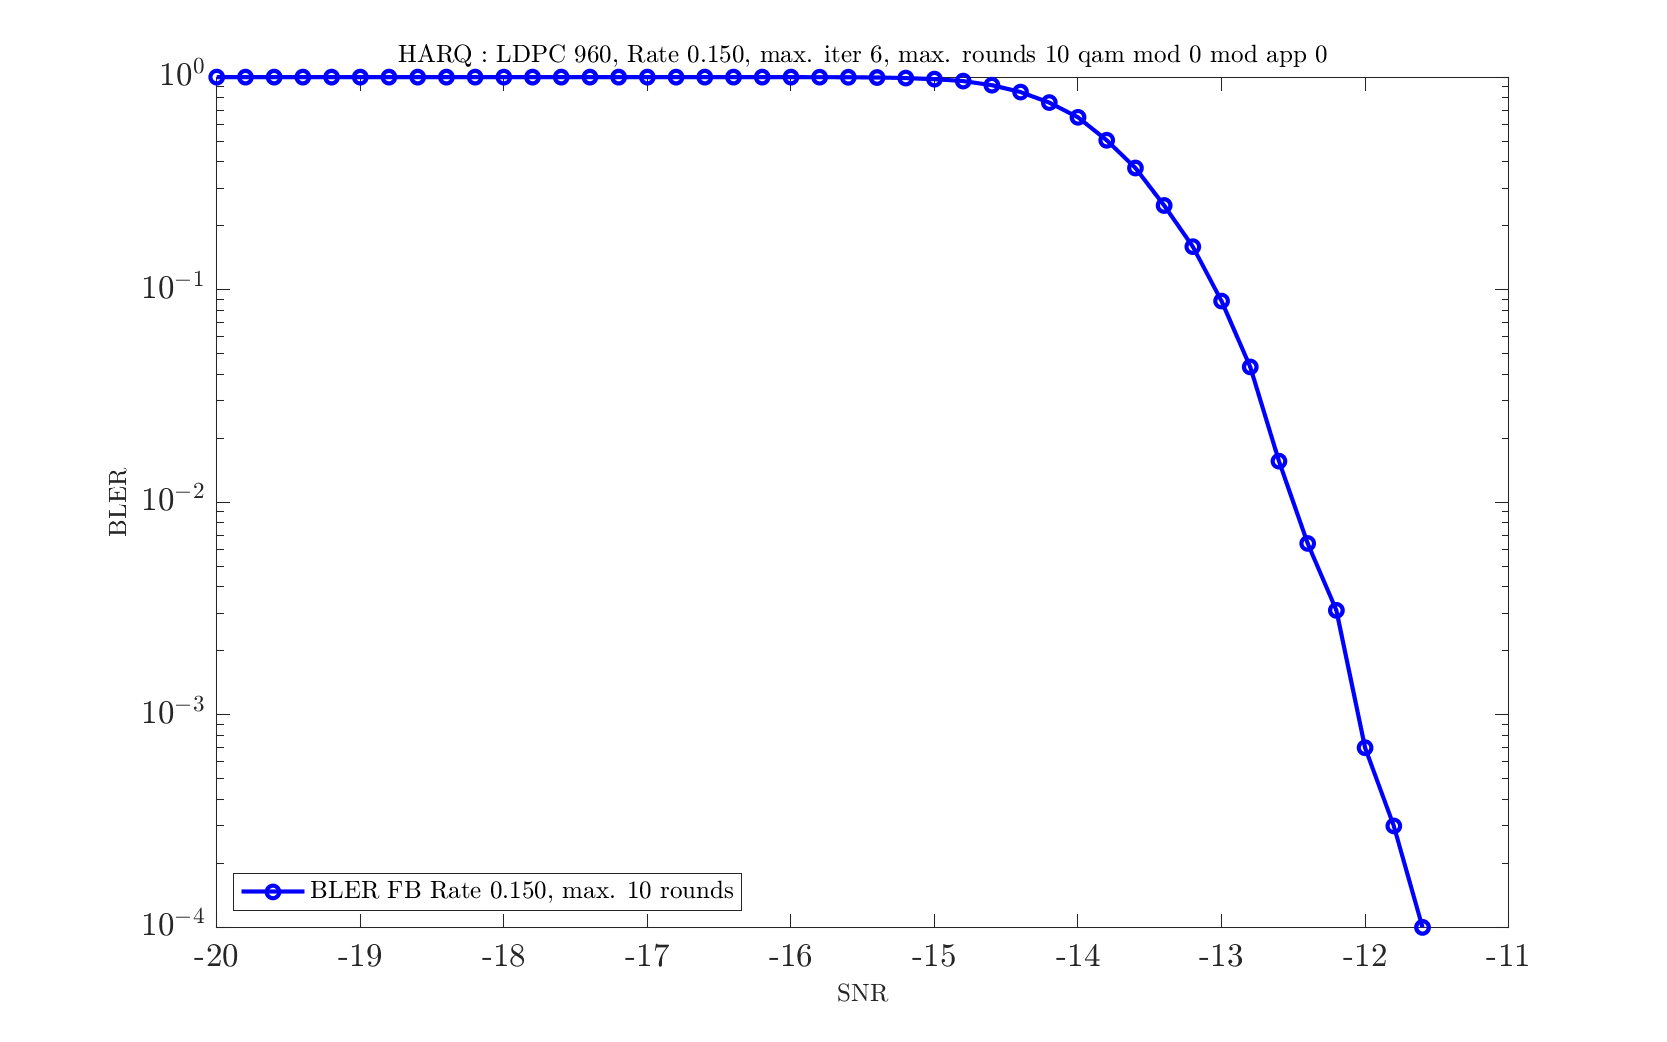 HARQ : LDPC 960, Rate 0.150, max. iter 6, max. rounds 10 qam mod 0 mod app 0
10^0
10^{-1}
10^{-2}
10^{-3}
10^{-4}
BLER
BLER FB Rate 0.150, max. 10 rounds
-20 -19 -18 -17 -16 -15 -14 -13 -12 -11
SNR